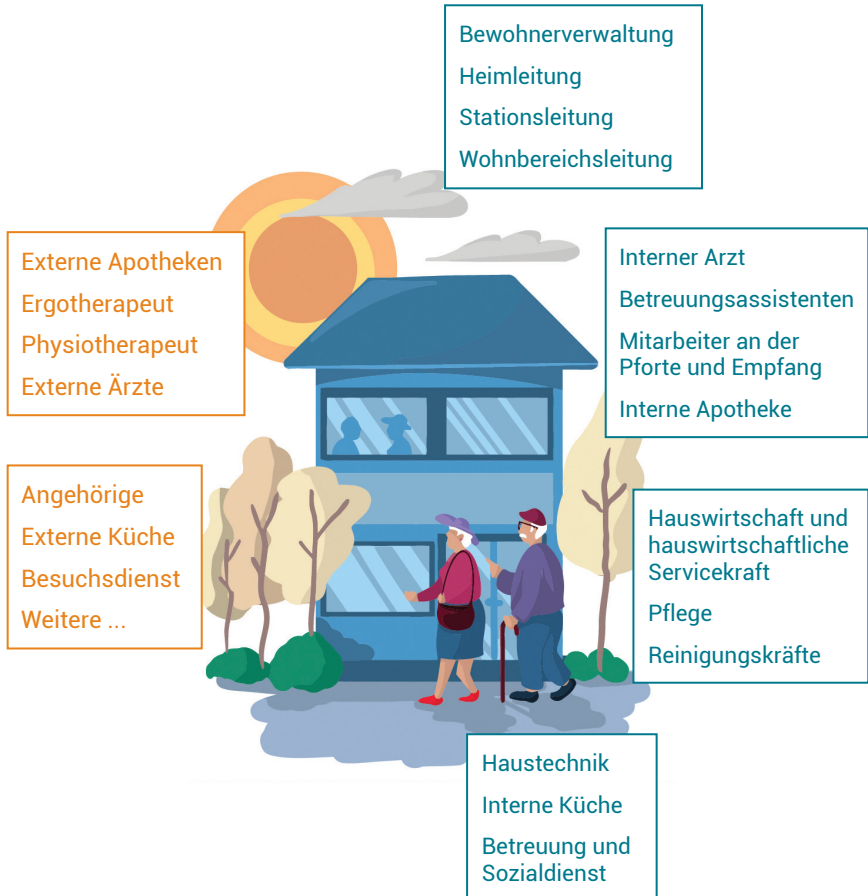 Bewohnerverwaltung
Heimleitung
Stationsleitung
Wohnbereichsleitung
Externe Apotheken
Ergotherapeut
Physiotherapeut
Externe Ärzte
Interner Arzt
Betreuungsassistenten
Mitarbeiter an der
Pforte und Empfang
Interne Apotheke
Angehörige
Externe Küche
Besuchsdienst
Weitere ...
Hauswirtschaft und
hauswirtschaftliche
Servicekraft
Pflege
Reinigungskräfte
Haustechnik
Interne Küche
Betreuung und
Sozialdienst